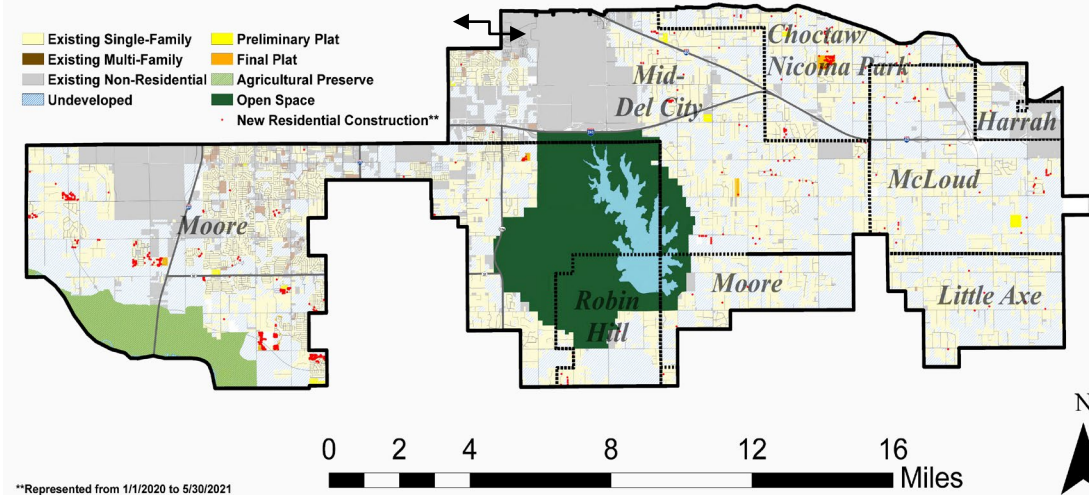 Existing Single-Family
Existing Multi-Family
Existing Non-Residential
Undeveloped
Preliminary Plat
Final Plat
Agricultural Preserve
Open Space
New Residential Construction**
Choctaw/
Nicoma Park
Mid-
Del City
Harrah
McLoud
Moore
Moore
Little Axe
Robin
Hill
N
0 2 4 8 12 16
Miles
**Represented from 1/1/2020 to 5/30/2021